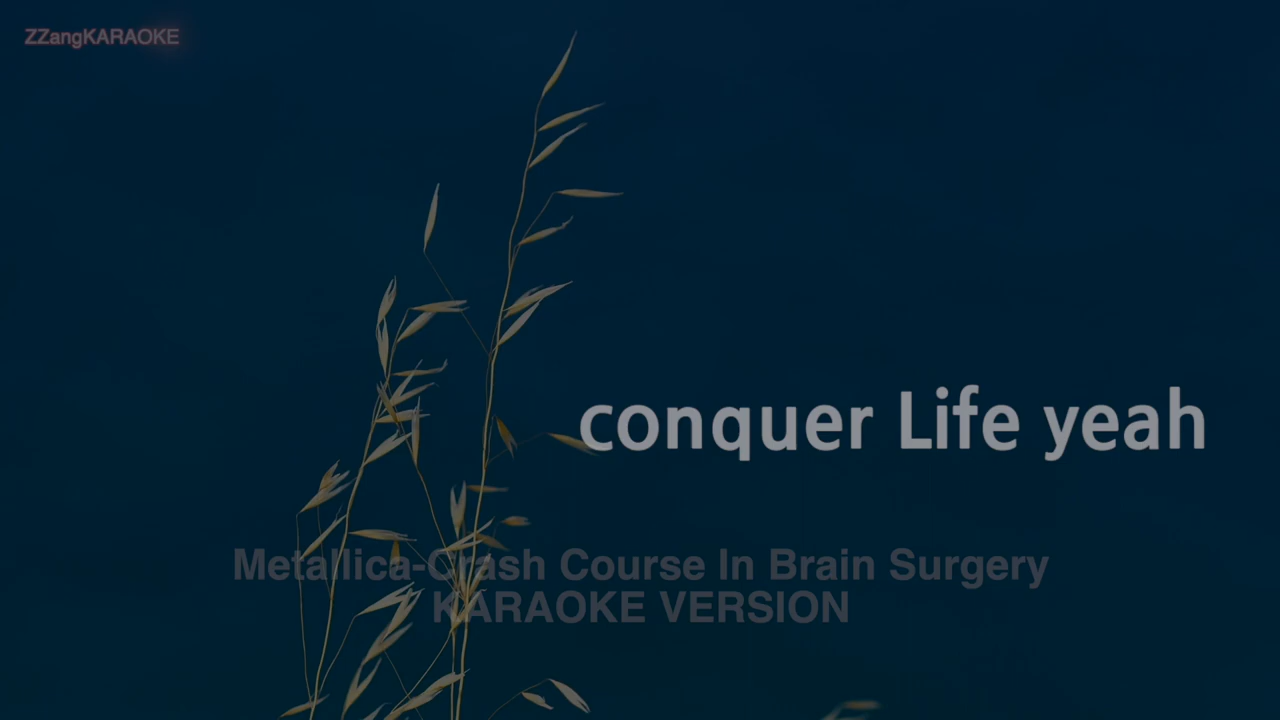 ZZangKARAOKE
conquer Life yeah
Metallica-Crash Course In Brain Surgery
KARAOKE VERSION